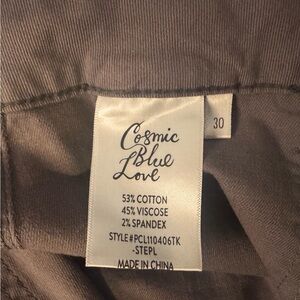 Cosmic
Blue
Love
30
53% COTTON
45% VISCOSE
2% SPANDEX
STYLE#PCL110406TK
-STEPL
MADE IN CHINA